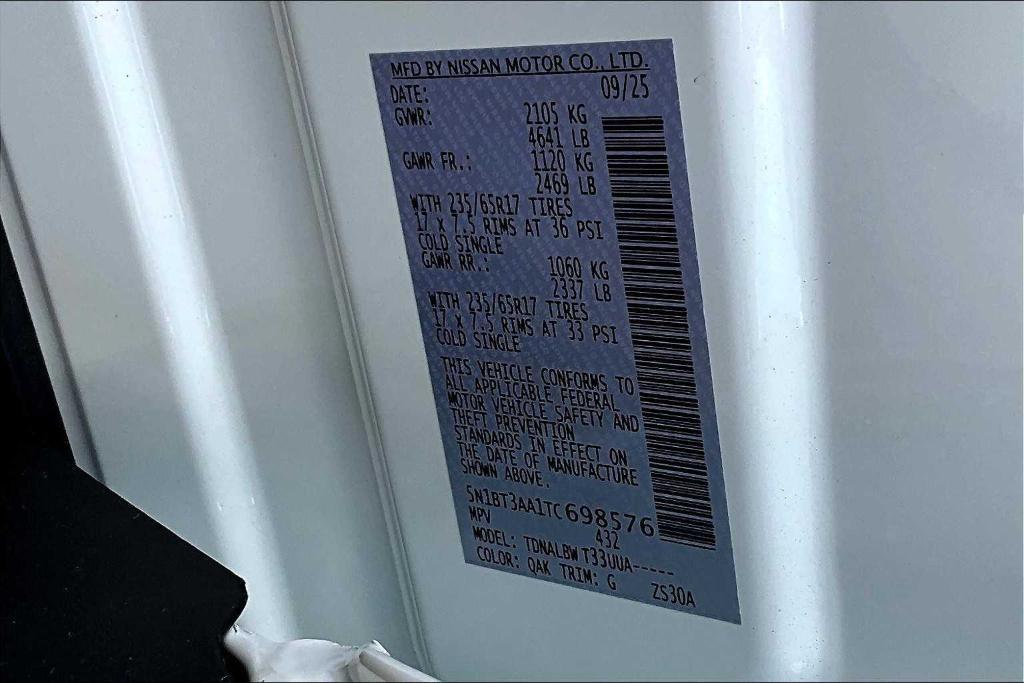 MFD BY NISSAN MOTOR CO., LTD.
DATE: 09/25
GVWR: 2105 KG
4641 LB
GAWR FR.: 1120 KG
2469 LB
WITH 235/65R17 TIRES
17 X 7.5 RIMS AT 36 PSI
COLD SINGLE
GAWR RR.: 1060 KG
2337 LB
WITH 235/65R17 TIRES
17 X 7.5 RIMS AT 33 PSI
COLD SINGLE
THIS VEHICLE CONFORMS TO
ALL APPLICABLE FEDERAL
MOTOR VEHICLE SAFETY AND
THEFT PREVENTION
STANDARDS IN EFFECT ON
THE DATE OF MANUFACTURE
SHOWN ABOVE.
5N1BT3AA1TC698576
MPV 432
MODEL: TDNALBW T33UUA-----
COLOR: QAK TRIM: G ZS30A